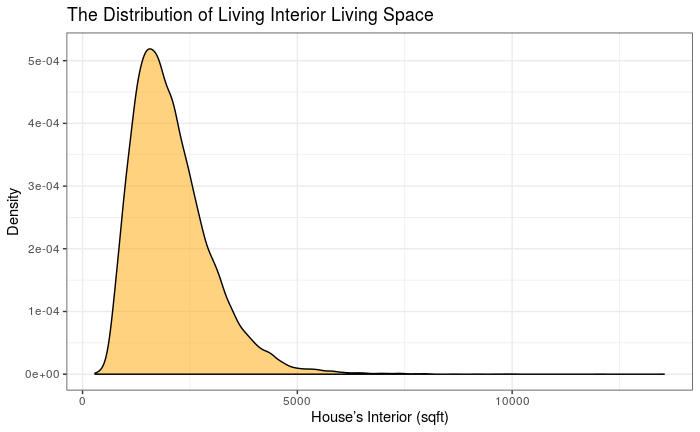 The Distribution of Living Interior Living Space
Density
5e-04
4e-04
3e-04
2e-04
1e-04
0e+00
0 5000 10000
House's Interior (sqft)